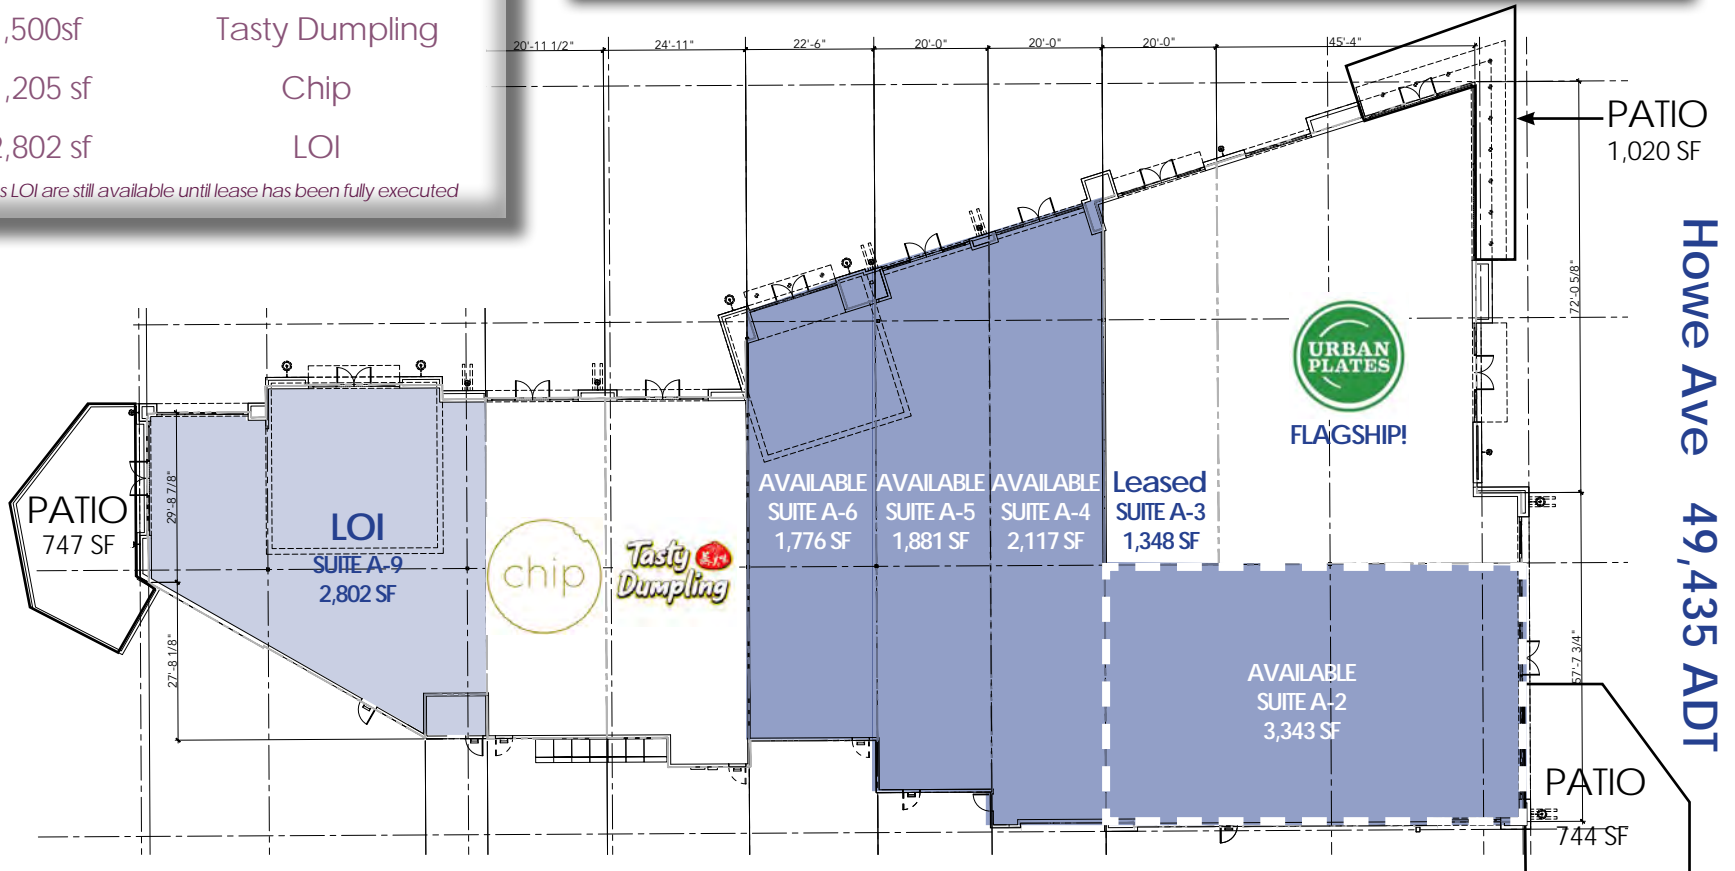 ,500sf Tasty Dumpling
,205 sf Chip
2,802 sf LOI
s LOI are still available until lease has been fully executed
20'-11 1/2" 24'-11" 22'-6" 20'-0" 20'-0" 20'-0" 45'-4"
PATIO
1,020 SF
72'-0 5/8"
Howe Ave 49,435 ADT
URBAN
PLATES
FLAGSHIP!
PATIO
747 SF
29'-8 7/8"
27'-8 1/8"
LOI
SUITE A-9
2,802 SF
chip
Tasty
Dumpling
AVAILABLE
SUITE A-6
1,776 SF
AVAILABLE
SUITE A-5
1,881 SF
AVAILABLE
SUITE A-4
2,117 SF
Leased
SUITE A-3
1,348 SF
AVAILABLE
SUITE A-2
3,343 SF
57'-7 3/4"
PATIO
744 SF